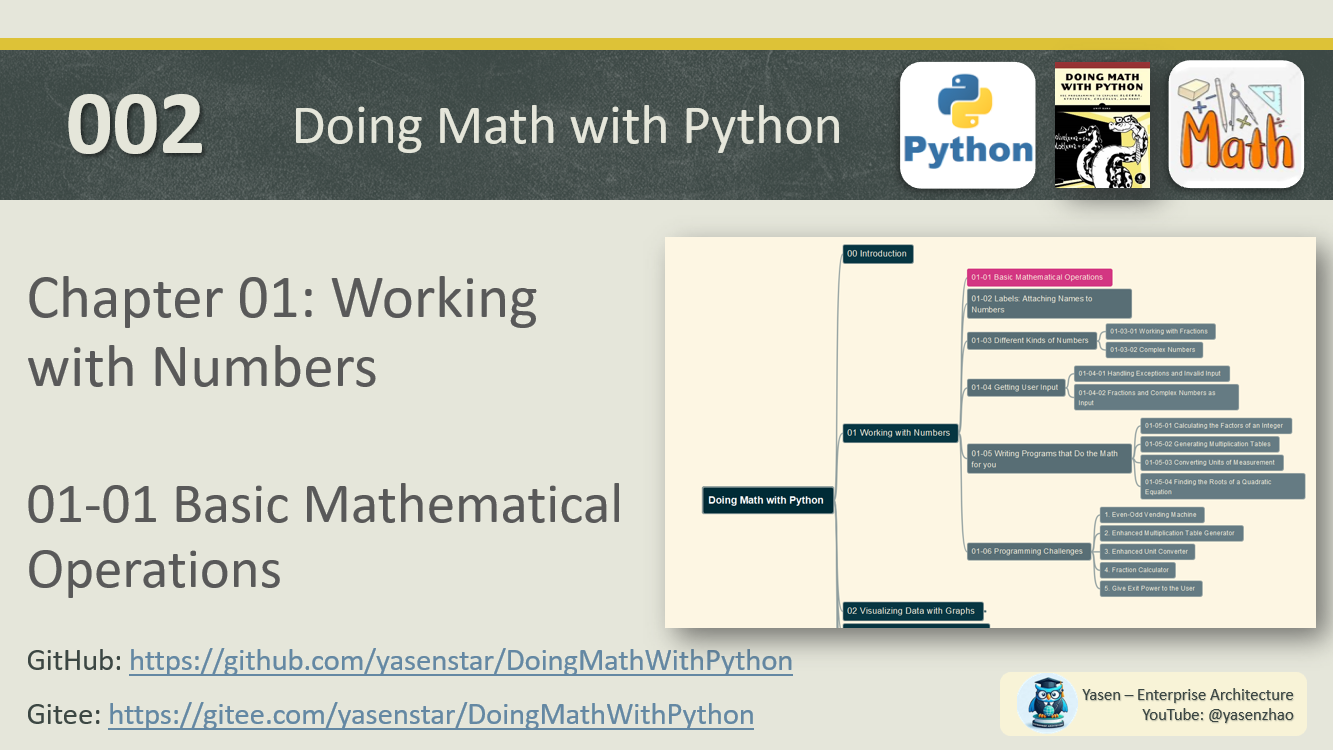 002
Doing Math with Python
Python
DOING MATH
WITH PYTHON
Math
Chapter 01: Working
with Numbers
01-01 Basic Mathematical
Operations
00 Introduction
01-01 Basic Mathematical Operations
01-02 Labels: Attaching Names to
Numbers
01-03 Different Kinds of Numbers
01-03-01 Working with Fractions
01-03-02 Complex Numbers
01-04 Getting User Input
01-04-01 Handling Exceptions and Invalid Input
01-04-02 Fractions and Complex Numbers as
Input
01 Working with Numbers
01-05 Writing Programs that Do the Math
for you
01-05-01 Calculating the Factors of an Integer
01-05-02 Generating Multiplication Tables
01-05-03 Converting Units of Measurement
01-05-04 Finding the Roots of a Quadratic
Equation
Doing Math with Python
01-06 Programming Challenges
1. Even-Odd Vending Machine
2. Enhanced Multiplication Table Generator
3. Enhanced Unit Converter
4. Fraction Calculator
5. Give Exit Power to the User
02 Visualizing Data with Graphs
GitHub: https://github.com/yasenstar/DoingMathWithPython
Gitee: https://gitee.com/yasenstar/DoingMathWithPython
Yasen – Enterprise Architecture
YouTube: @yasenzhao